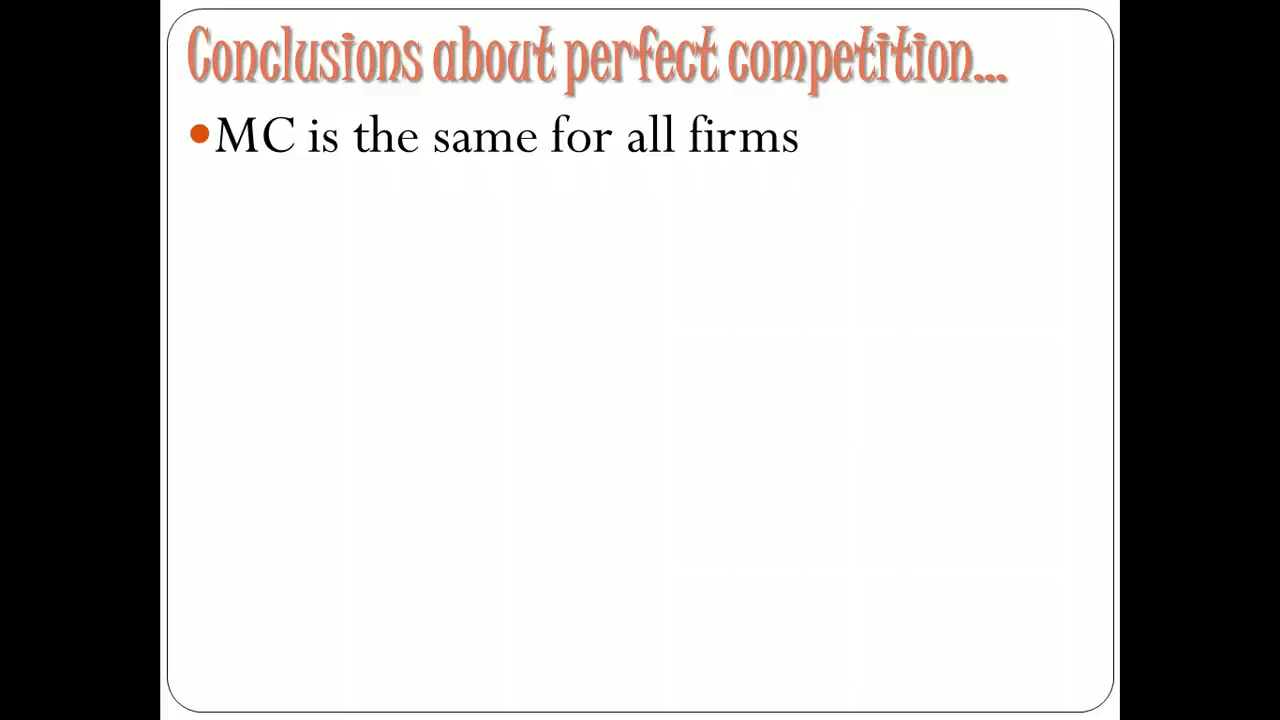 Conclusions about perfect competition...
•MC is the same for all firms